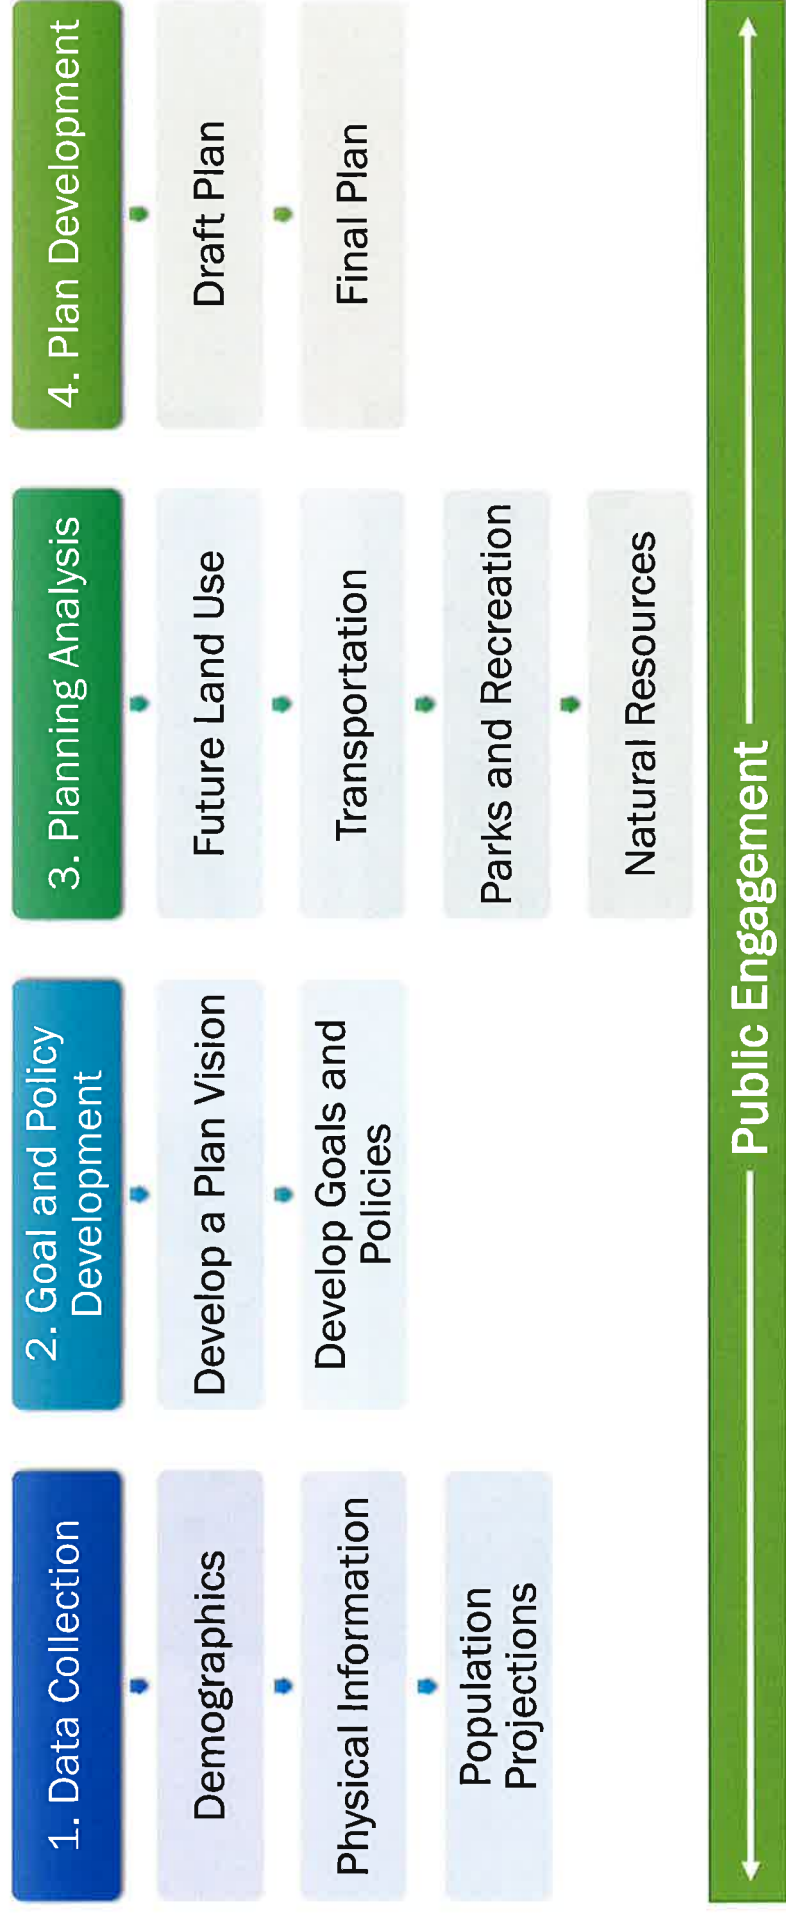 1. Data Collection
Demographics
Physical Information
Population
Projections
2. Goal and Policy
Development
Develop a Plan Vision
Develop Goals and
Policies
3. Planning Analysis
Future Land Use
Transportation
Parks and Recreation
Natural Resources
4. Plan Development
Draft Plan
Final Plan
Public Engagement